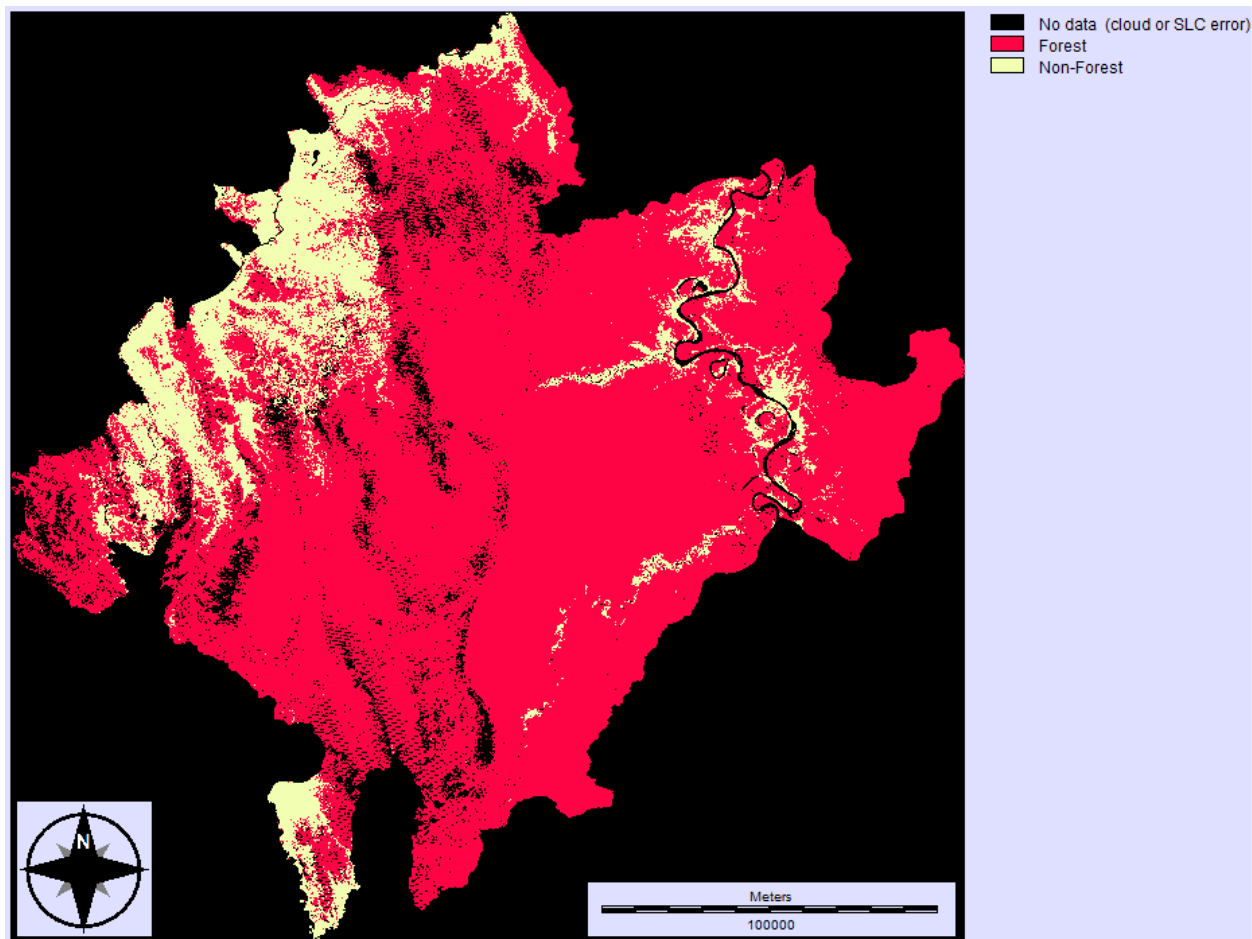 No data (cloud or SLC error)
Forest
Non-Forest
N
Meters
100000